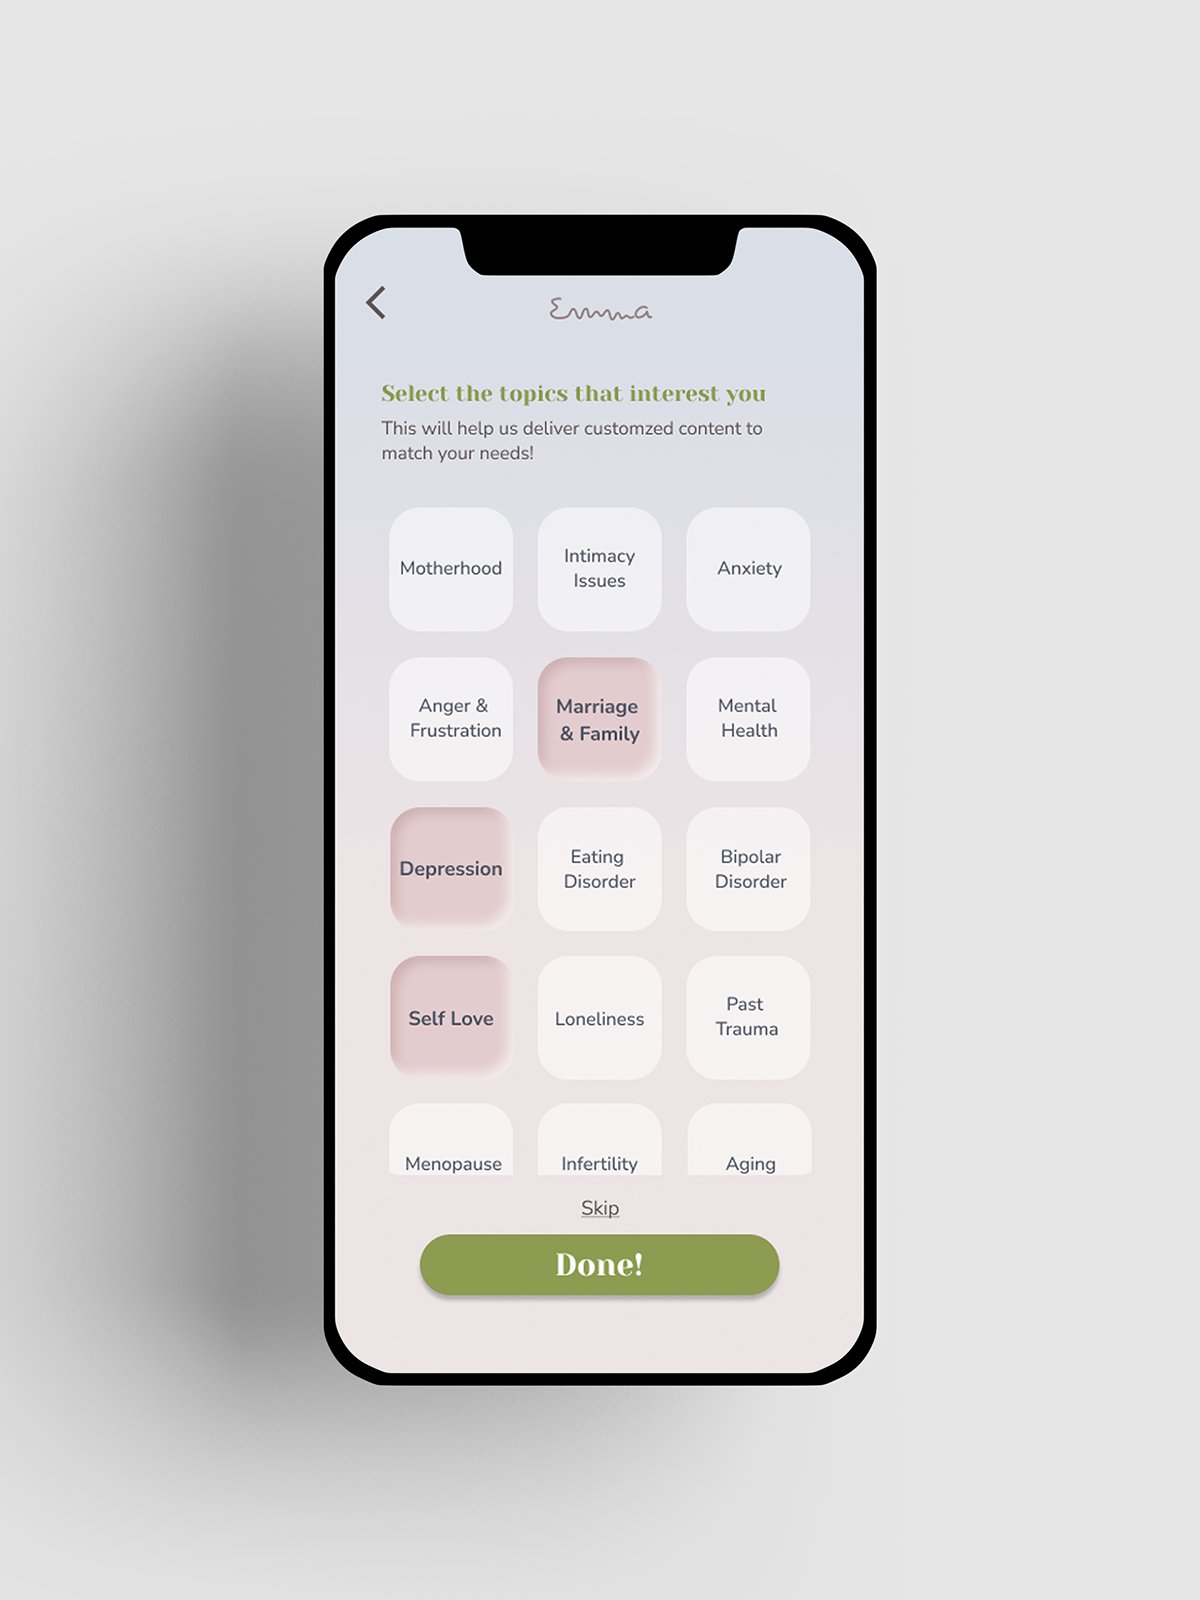 Emma
Select the topics that interest you
This will help us deliver customzed content to
match your needs!
Motherhood
Intimacy
Issues
Anxiety
Anger &
Frustration
Marriage
& Family
Mental
Health
Depression
Eating
Disorder
Bipolar
Disorder
Self Love
Loneliness
Past
Trauma
Menopause
Infertility
Aging
Skip
Done!